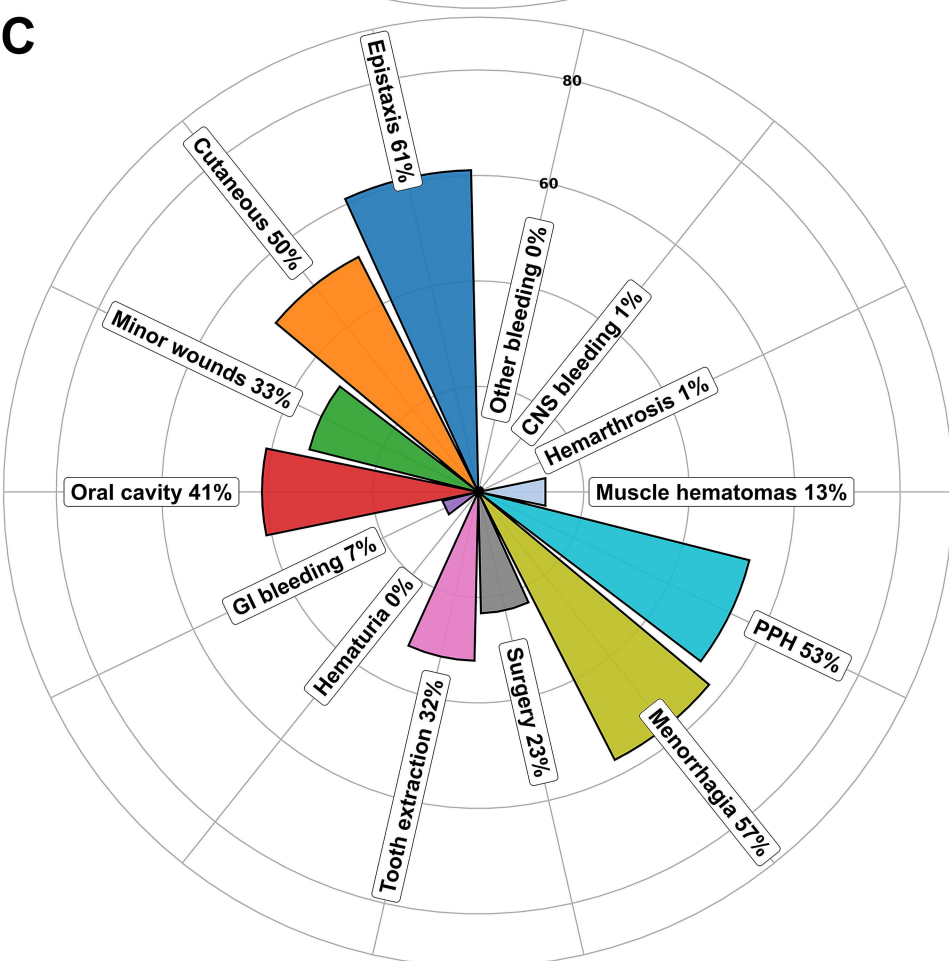 C
Epistaxis 61%
80
Cutaneous 50%
60
Other bleeding 0%
CNS bleeding 1%
Minor wounds 33%
Hemarthrosis 1%
Oral cavity 41%
Muscle hematomas 13%
GI bleeding 7%
PPH 53%
Hematuria 0%
Surgery 23%
Tooth extraction 32%
Menorrhagia 57%